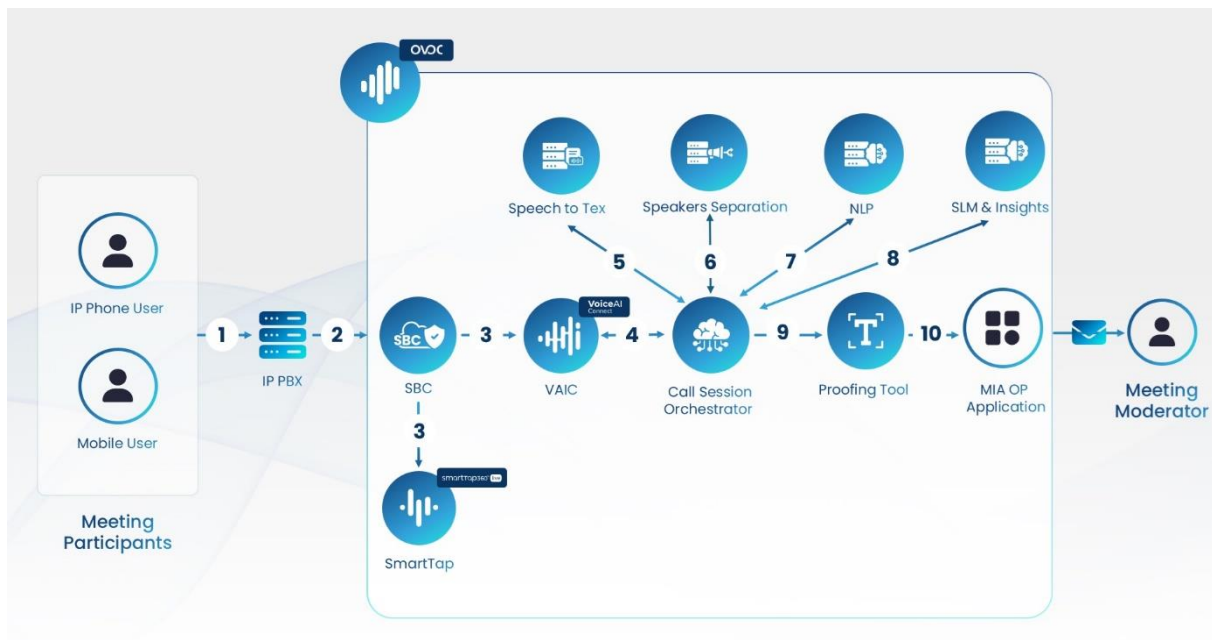 OVOC
Speech to Tex
Speakers Separation
NLP
SLM & Insights
5
6
7
8
IP Phone User
Mobile User
Meeting
Participants
1
IP PBX
2
SBC
SBC
3
VoiceAI
Connect
VAIC
4
Call Session
Orchestrator
9
T
Proofing Tool
10
MIA OP
Application
Meeting
Moderator
3
smartTap360°
SmartTap